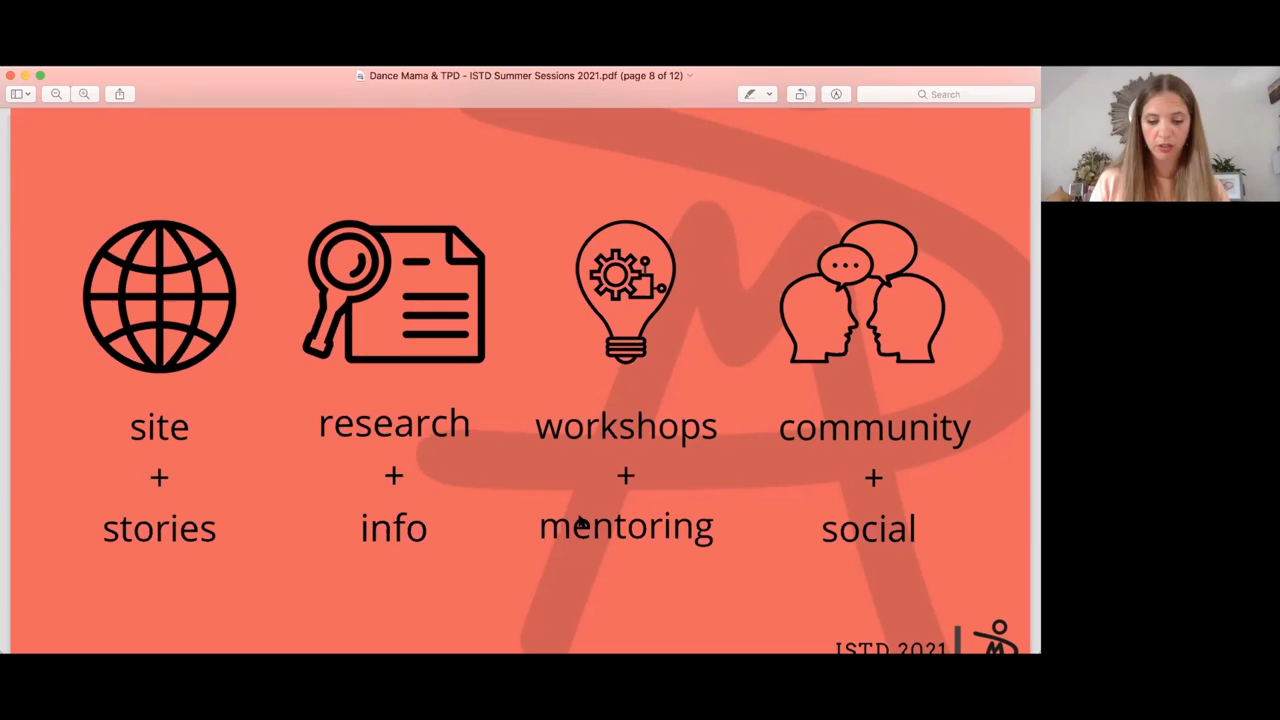 Dance Mama & TPD - ISTD Summer Sessions 2021.pdf (page 8 of 12)
Search
site
+
stories
research
+
info
workshops
+
mentoring
community
+
social
ISTD 2021